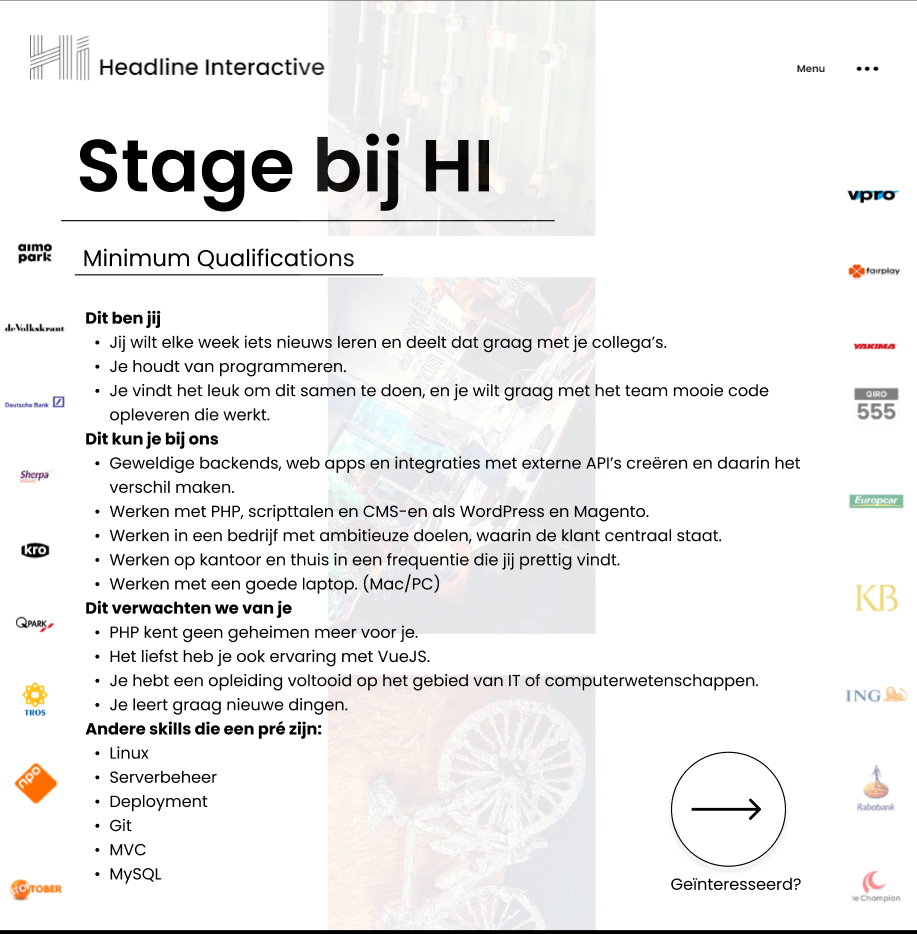 Hi Headline Interactive
Menu
Stage bij HI
Minimum Qualifications
Dit ben jij
• Jij wilt elke week iets nieuws leren en deelt dat graag met je collega’s.
• Je houdt van programmeren.
• Je vindt het leuk om dit samen te doen, en je wilt graag met het team mooie code
opleveren die werkt.
Dit kun je bij ons
• Geweldige backends, web apps en integraties met externe API’s creëren en daarin het
verschil maken.
• Werken met PHP, scripttalen en CMS-en als WordPress en Magento.
• Werken in een bedrijf met ambitieuze doelen, waarin de klant centraal staat.
• Werken op kantoor en thuis in een frequentie die jij prettig vindt.
• Werken met een goede laptop. (Mac/PC)
Dit verwachten we van je
• PHP kent geen geheimen meer voor je.
• Het liefst heb je ook ervaring met VueJS.
• Je hebt een opleiding voltooid op het gebied van IT of computerwetenschappen.
• Je leert graag nieuwe dingen.
Andere skills die een pré zijn:
• Linux
• Serverbeheer
• Deployment
• Git
• MVC
• MySQL
Geïnteresseerd?
aimo
park
de Volkskrant
Deutsche Bank
Sherpa
kro
QPARK
TROS
npo
TOBER
vpro
fairplay
YAKIMA
GIRO
555
Europcar
KB
ING
Rabobank
le Champion